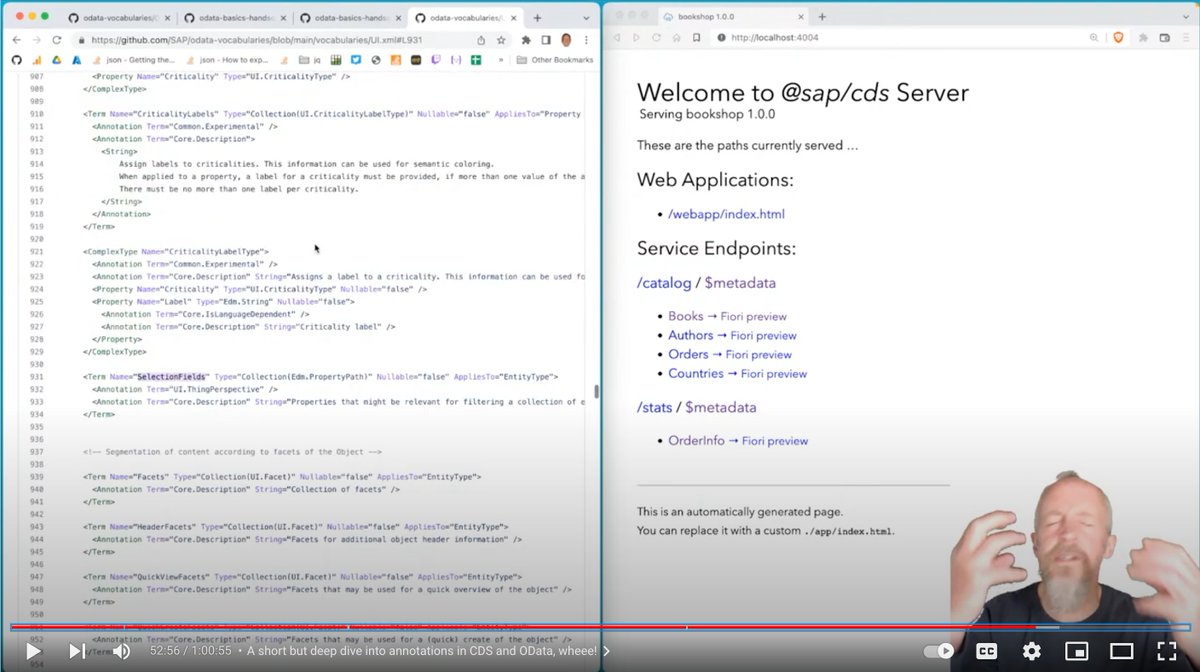 odata-vocabularies/
odata-basics-hands
odata-basics-hands
odata-vocabularies/
https://github.com/SAP/odata-vocabularies/blob/main/vocabularies/UI.xml#L931
json - Getting the...
json - How to exp...
jq
Other Bookmarks
907 <Property Name="Criticality" Type="UI.CriticalityType" />
908 </ComplexType>
909
910 <Term Name="CriticalityLabels" Type="Collection(UI.CriticalityLabelType)" Nullable="false" AppliesTo="Property
911 <Annotation Term="Common.Experimental" />
912 <Annotation Term="Core.Description">
913 <String>
914 Assign labels to criticalities. This information can be used for semantic coloring.
915 When applied to a property, a label for a criticality must be provided, if more than one value of the a
916 There must be no more than one label per criticality.
917 </String>
918 </Annotation>
919 </Term>
920
921 <ComplexType Name="CriticalityLabelType">
922 <Annotation Term="Common.Experimental" />
923 <Annotation Term="Core.Description" String="Assigns a label to a criticality. This information can be used fo
924 <Property Name="Criticality" Type="UI.CriticalityType" Nullable="false" />
925 <Property Name="Label" Type="Edm.String" Nullable="false">
926 <Annotation Term="Core.IsLanguageDependent" />
927 <Annotation Term="Core.Description" String="Criticality label" />
928 </Property>
929 </ComplexType>
930
931 <Term Name="SelectionFields" Type="Collection(Edm.PropertyPath)" Nullable="false" AppliesTo="EntityType">
932 <Annotation Term="UI.ThingPerspective" />
933 <Annotation Term="Core.Description" String="Properties that might be relevant for filtering a collection of e
934 </Term>
935
936
937 <!-- Segmentation of content according to facets of the Object -->
938
939 <Term Name="Facets" Type="Collection(UI.Facet)" Nullable="false" AppliesTo="EntityType">
940 <Annotation Term="Core.Description" String="Collection of facets" />
941 </Term>
942
943 <Term Name="HeaderFacets" Type="Collection(UI.Facet)" Nullable="false" AppliesTo="EntityType">
944 <Annotation Term="Core.Description" String="Facets for additional object header information" />
945 </Term>
946
947 <Term Name="QuickViewFacets" Type="Collection(UI.Facet)" Nullable="false" AppliesTo="EntityType">
948 <Annotation Term="Core.Description" String="Facets that may be used for a quick overview of the object" />
949 </Term>
950
952 <Annotation Term="Core.Description" String="Facets that may be used for a (quick) create of the object" />
953 </Term>
954
bookshop 1.0.0
http://localhost:4004
Welcome to @sap/cds Server
Serving bookshop 1.0.0
These are the paths currently served …
Web Applications:
• /webapp/index.html
Service Endpoints:
/catalog / $metadata
• Books → Fiori preview
• Authors → Fiori preview
• Orders → Fiori preview
• Countries → Fiori preview
/stats / $metadata
• OrderInfo → Fiori preview
This is an automatically generated page.
You can replace it with a custom ./app/index.html.
52:56 / 1:00:55 • A short but deep dive into annotations in CDS and OData, wheee!
CC